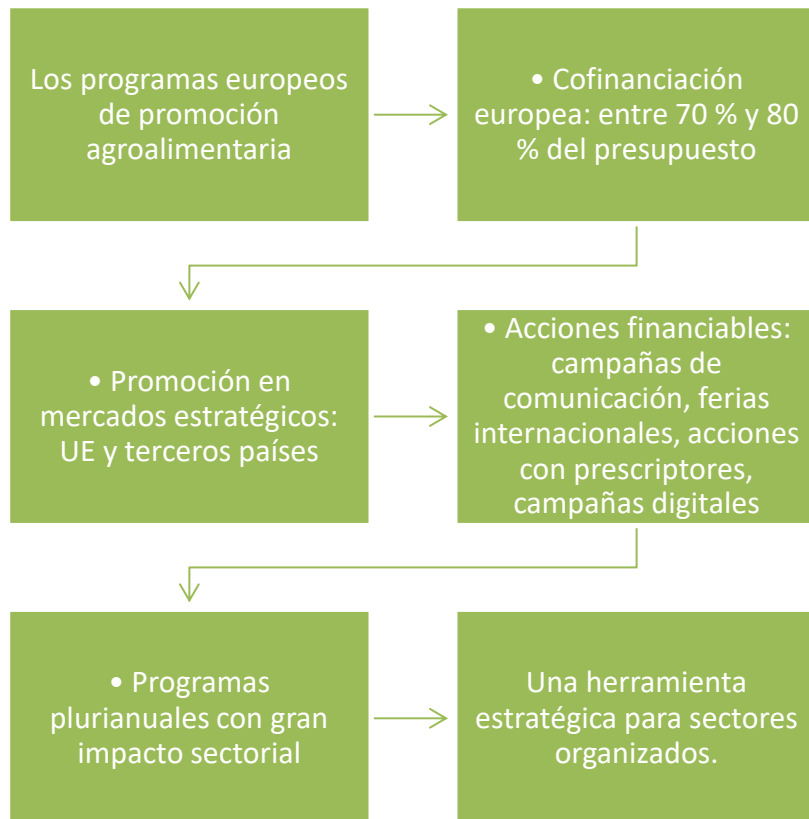 Los programas europeos
de promoción
agroalimentaria
• Cofinanciación
europea: entre 70 % y 80
% del presupuesto
• Promoción en
mercados estratégicos:
UE y terceros países
• Acciones financiables:
campañas de
comunicación, ferias
internacionales, acciones
con prescriptores,
campañas digitales
• Programas
plurianuales con gran
impacto sectorial
Una herramienta
estratégica para sectores
organizados.